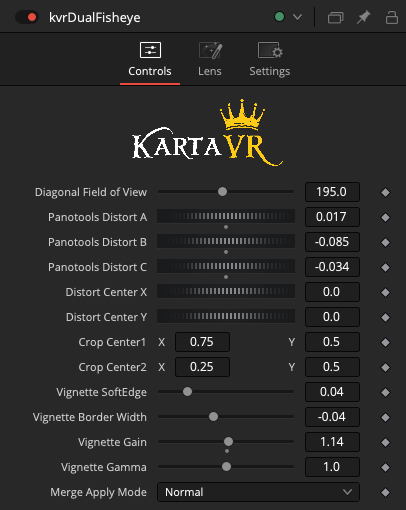 kvrDualFisheye
Controls Lens Settings
KARTAVR
Diagonal Field of View 195.0
Panotools Distort A 0.017
Panotools Distort B -0.085
Panotools Distort C -0.034
Distort Center X 0.0
Distort Center Y 0.0
Crop Center1 X 0.75 Y 0.5
Crop Center2 X 0.25 Y 0.5
Vignette SoftEdge 0.04
Vignette Border Width -0.04
Vignette Gain 1.14
Vignette Gamma 1.0
Merge Apply Mode Normal